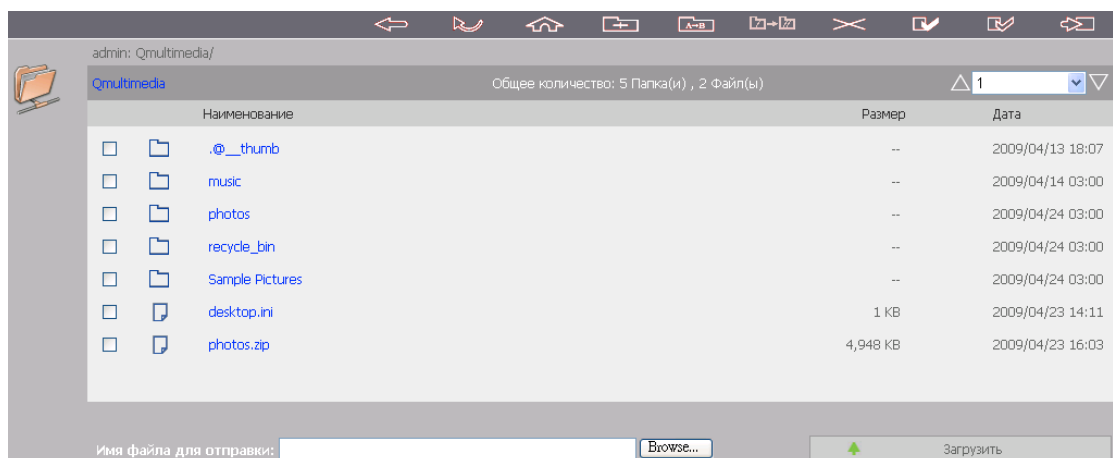 admin: Qmultimedia/
Qmultimedia Общее количество: 5 Папка(и) , 2 Файл(ы) 1
Наименование Размер Дата
.@__thumb -- 2009/04/13 18:07
music -- 2009/04/14 03:00
photos -- 2009/04/24 03:00
recycle_bin -- 2009/04/24 03:00
Sample Pictures -- 2009/04/24 03:00
desktop.ini 1 KB 2009/04/23 14:11
photos.zip 4,948 KB 2009/04/23 16:03
Имя файла для отправки: Browse... Загрузить